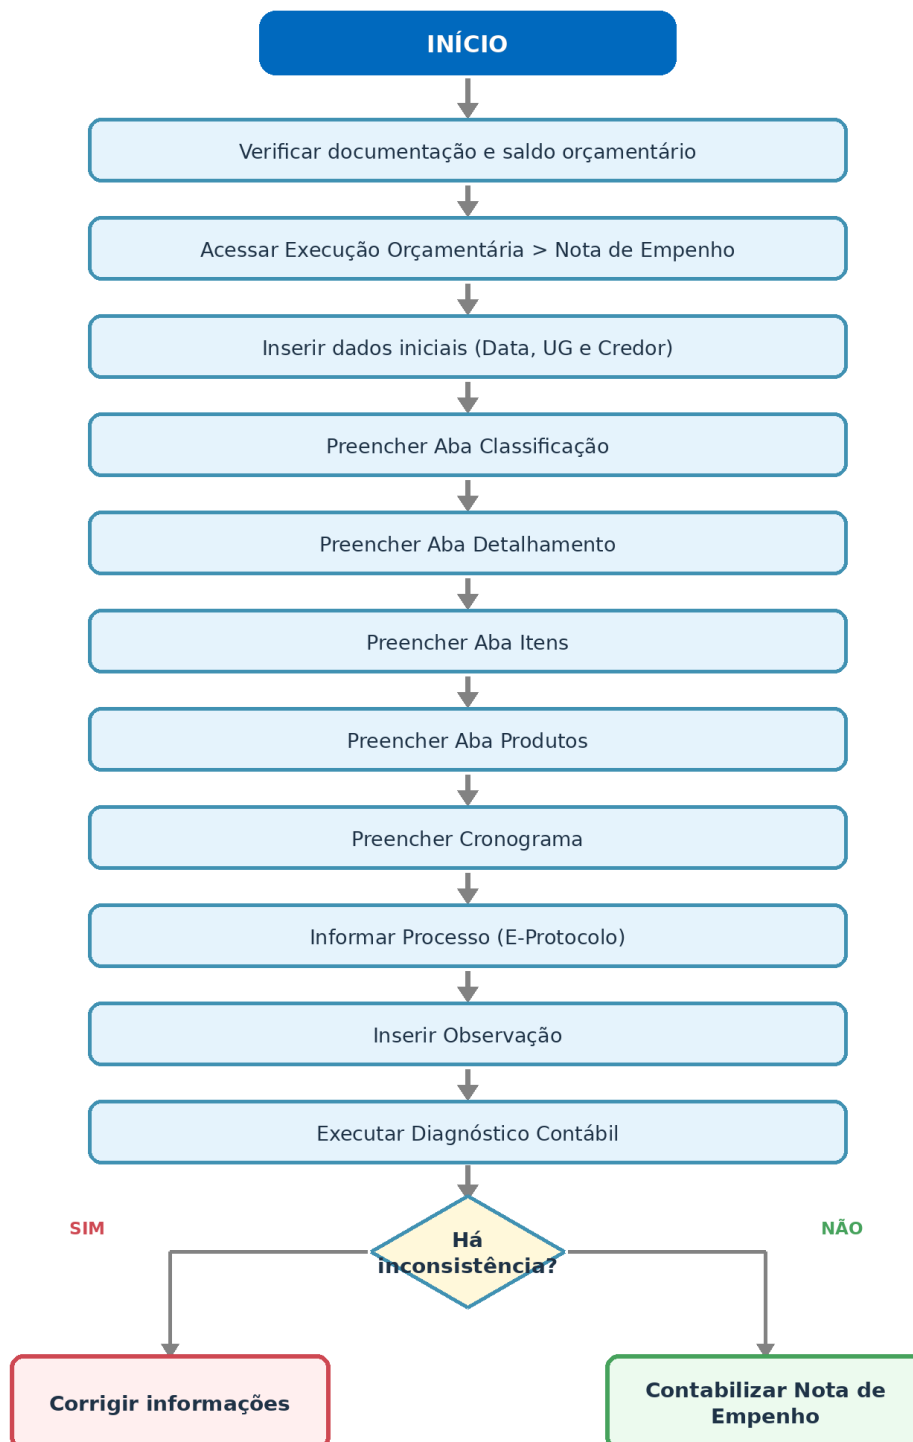 INÍCIO
Verificar documentação e saldo orçamentário
Acessar Execução Orçamentária > Nota de Empenho
Inserir dados iniciais (Data, UG e Credor)
Preencher Aba Classificação
Preencher Aba Detalhamento
Preencher Aba Itens
Preencher Aba Produtos
Preencher Cronograma
Informar Processo (E-Protocolo)
Inserir Observação
Executar Diagnóstico Contábil
SIM
NÃO
Há
inconsistência?
Corrigir informações
Contabilizar Nota de
Empenho